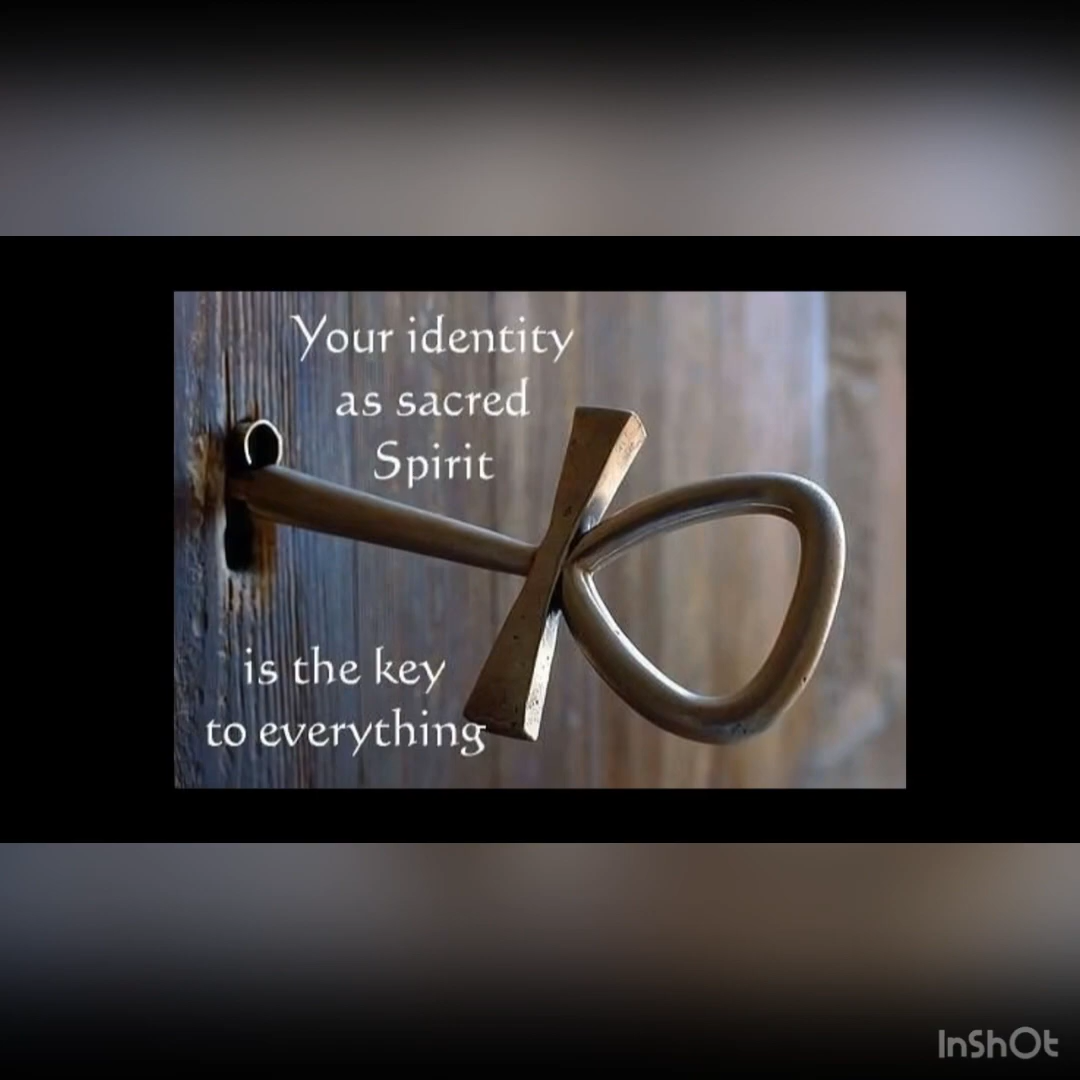 Your identity
as sacred
Spirit
is the key
to everything
InShOt